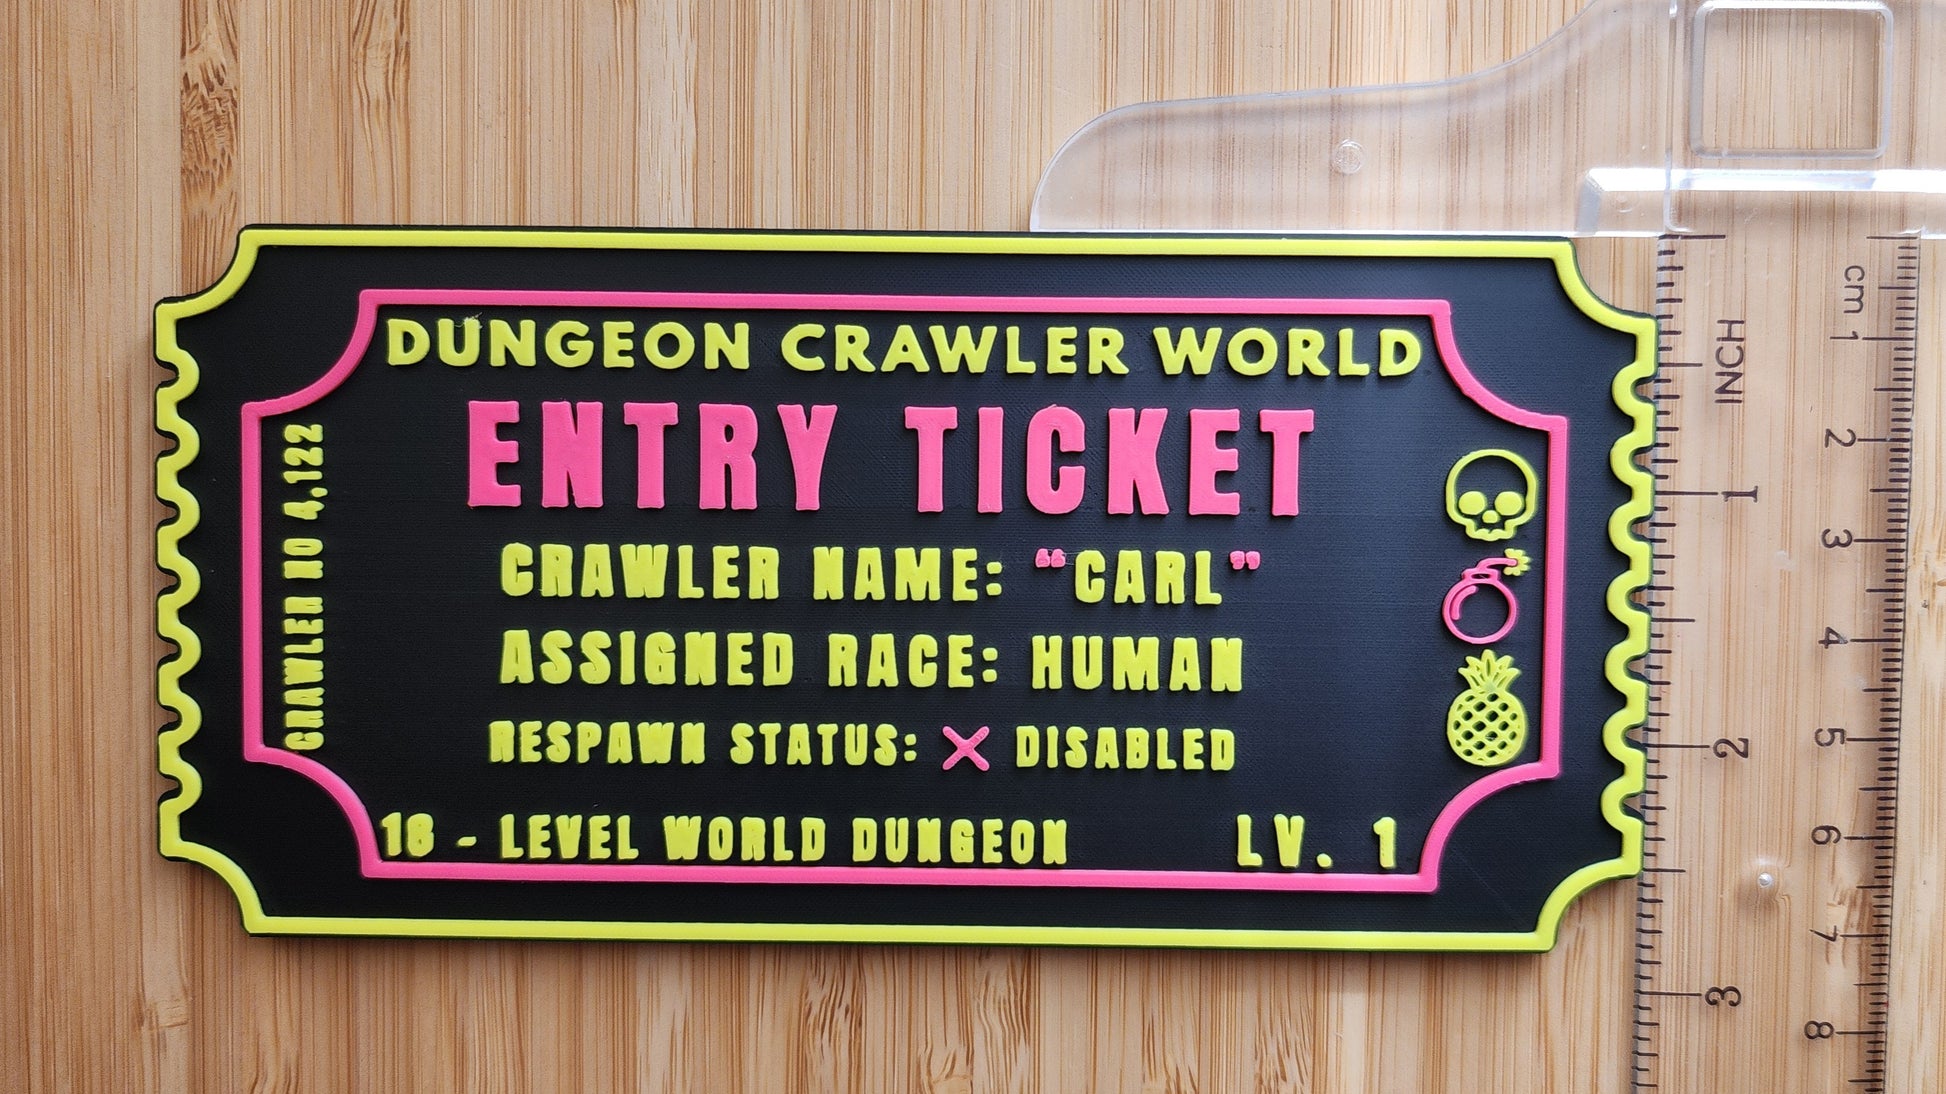 DUNGEON CRAWLER WORLD
ENTRY TICKET
CRAWLER NAME: “CARL”
ASSIGNED RACE: HUMAN
RESPAWN STATUS: X DISABLED
18 - LEVEL WORLD DUNGEON
LV. 1
CRAWLER NO 4,122
INCH
1
2
3
cm
1
2
3
4
5
6
7
8